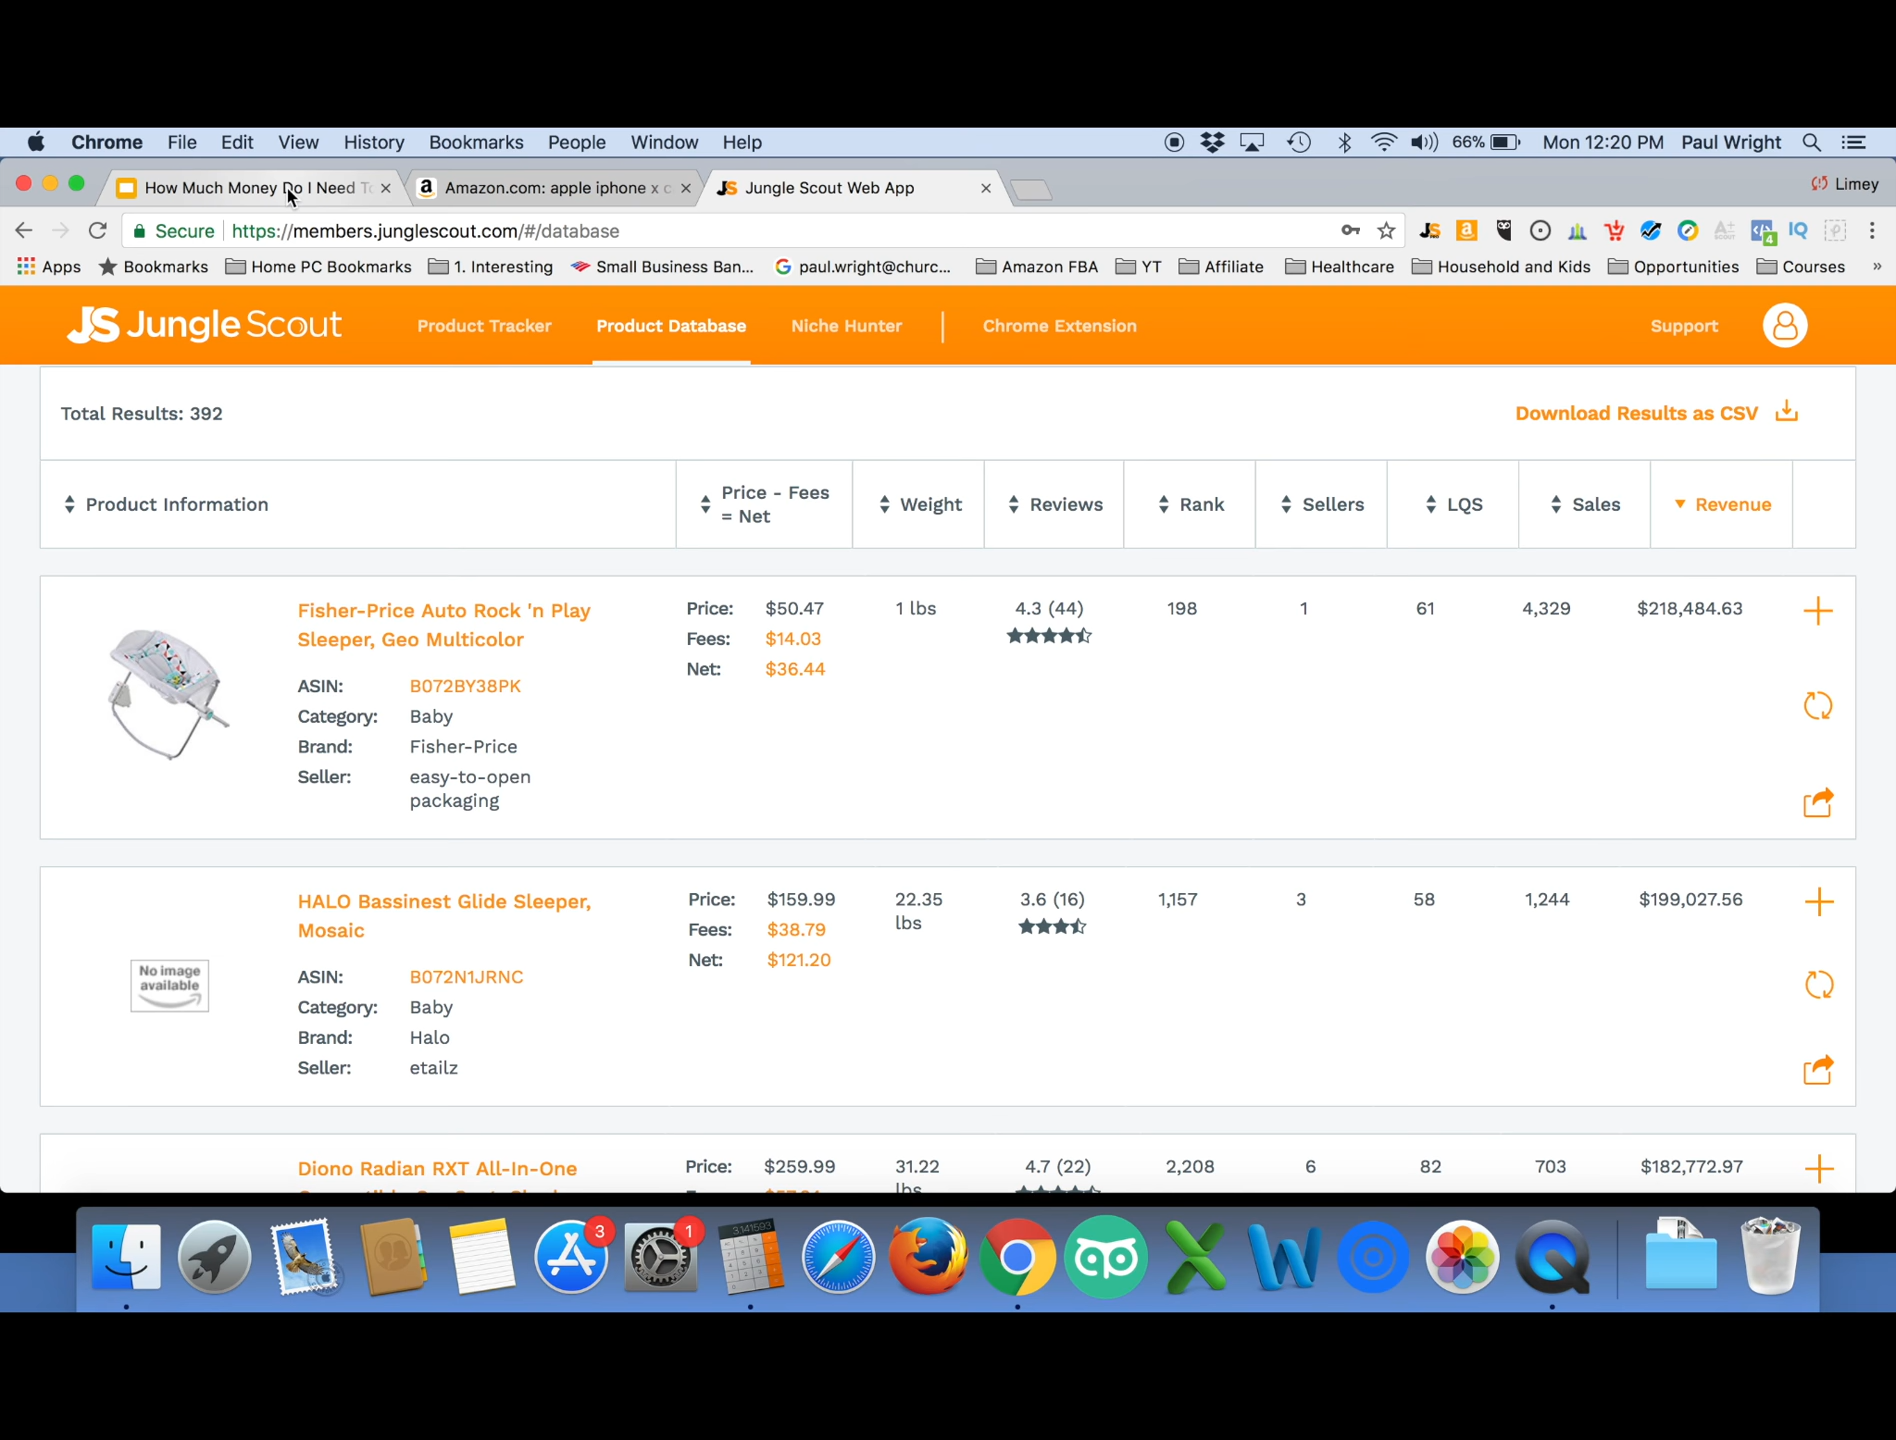 Chrome File Edit View History Bookmarks People Window Help 66% Mon 12:20 PM Paul Wright
How Much Money Do I Need To Amazon.com: apple iphone x c Jungle Scout Web App Limey
Secure https://members.junglescout.com/#/database
Apps Bookmarks Home PC Bookmarks 1. Interesting Small Business Ban... paul.wright@churc... Amazon FBA YT Affiliate Healthcare Household and Kids Opportunities Courses »
JS Jungle Scout Product Tracker Product Database Niche Hunter Chrome Extension Support
Total Results: 392 Download Results as CSV
Product Information Price - Fees = Net Weight Reviews Rank Sellers LQS Sales Revenue
Fisher-Price Auto Rock 'n Play
Sleeper, Geo Multicolor
ASIN: B072BY38PK
Category: Baby
Brand: Fisher-Price
Seller: easy-to-open
packaging
Price: $50.47 1 lbs 4.3 (44) 198 1 61 4,329 $218,484.63
Fees: $14.03
Net: $36.44
No image
available
HALO Bassinest Glide Sleeper,
Mosaic
ASIN: B072N1JRNC
Category: Baby
Brand: Halo
Seller: etailz
Price: $159.99 22.35 lbs 3.6 (16) 1,157 3 58 1,244 $199,027.56
Fees: $38.79
Net: $121.20
Diono Radian RXT All-In-One
Price: $259.99 31.22 lbs 4.7 (22) 2,208 6 82 703 $182,772.97
3 1
3.141593